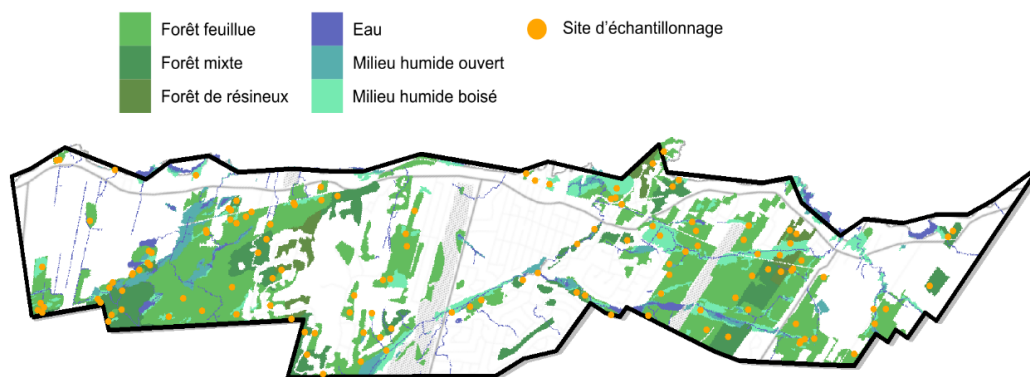 Forêt feuillue
Forêt mixte
Forêt de résineux
Eau
Milieu humide ouvert
Milieu humide boisé
Site d'échantillonnage